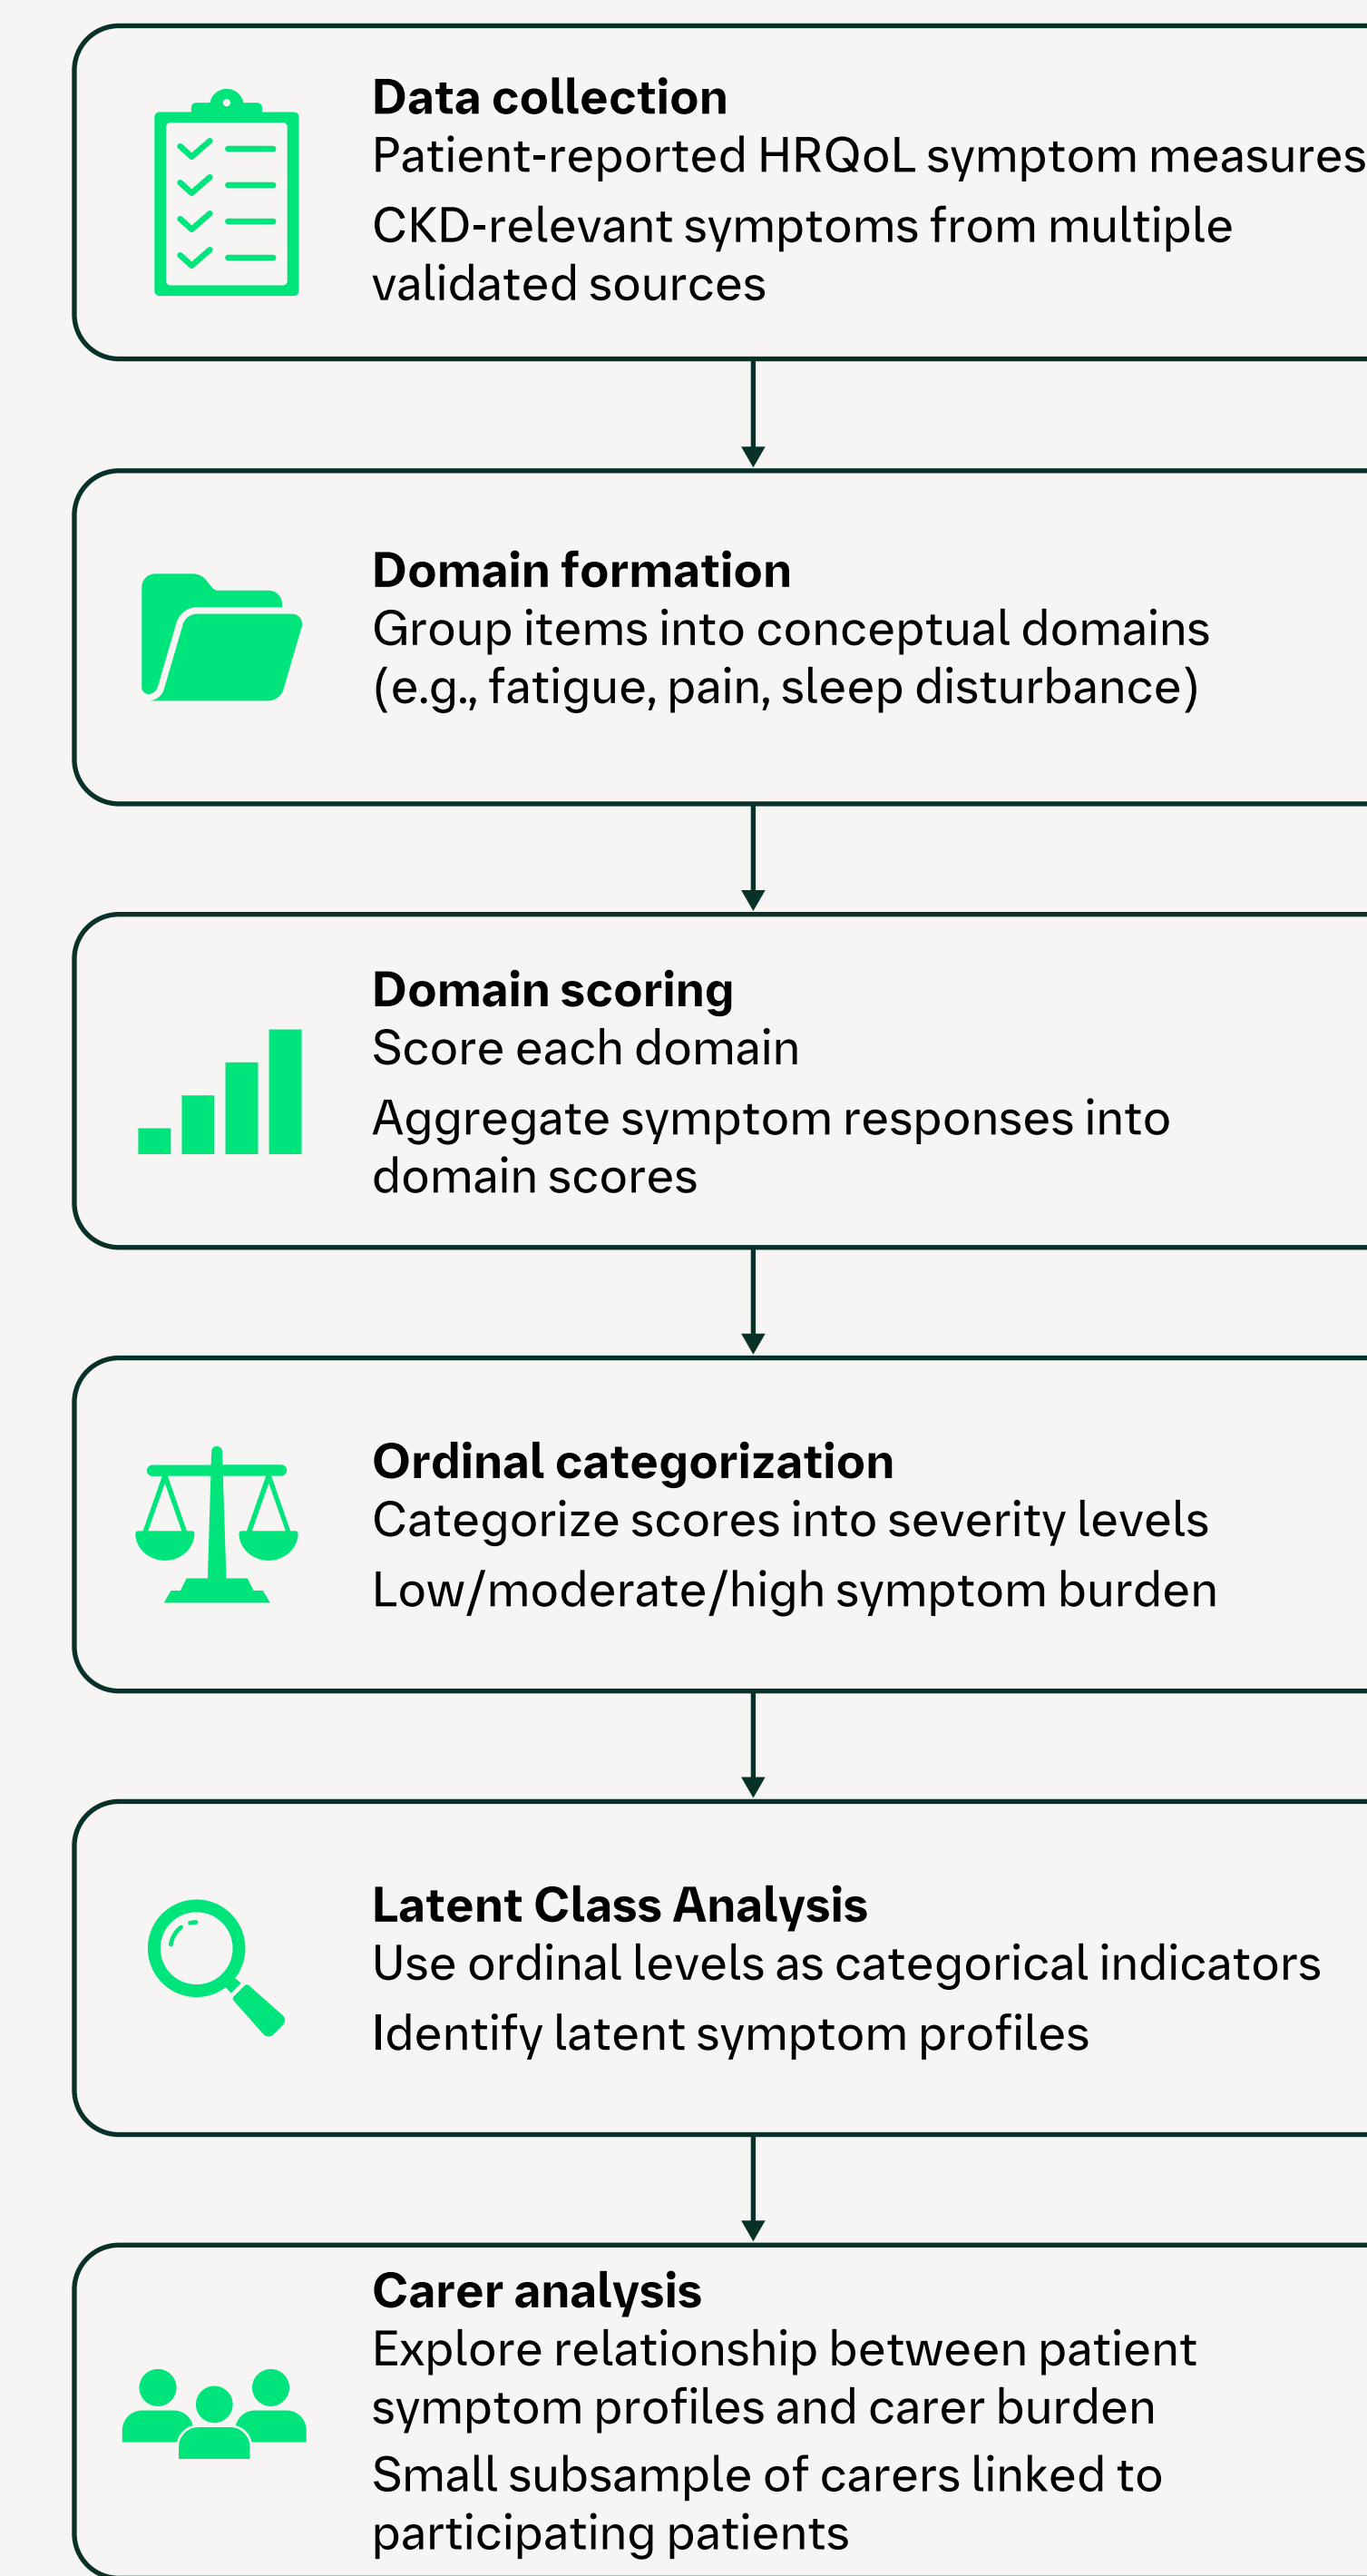 Data collection
Patient-reported HRQoL symptom measures
CKD-relevant symptoms from multiple
validated sources
Domain formation
Group items into conceptual domains
(e.g., fatigue, pain, sleep disturbance)
Domain scoring
Score each domain
Aggregate symptom responses into
domain scores
Ordinal categorization
Categorize scores into severity levels
Low/moderate/high symptom burden
Latent Class Analysis
Use ordinal levels as categorical indicators
Identify latent symptom profiles
Carer analysis
Explore relationship between patient
symptom profiles and carer burden
Small subsample of carers linked to
participating patients